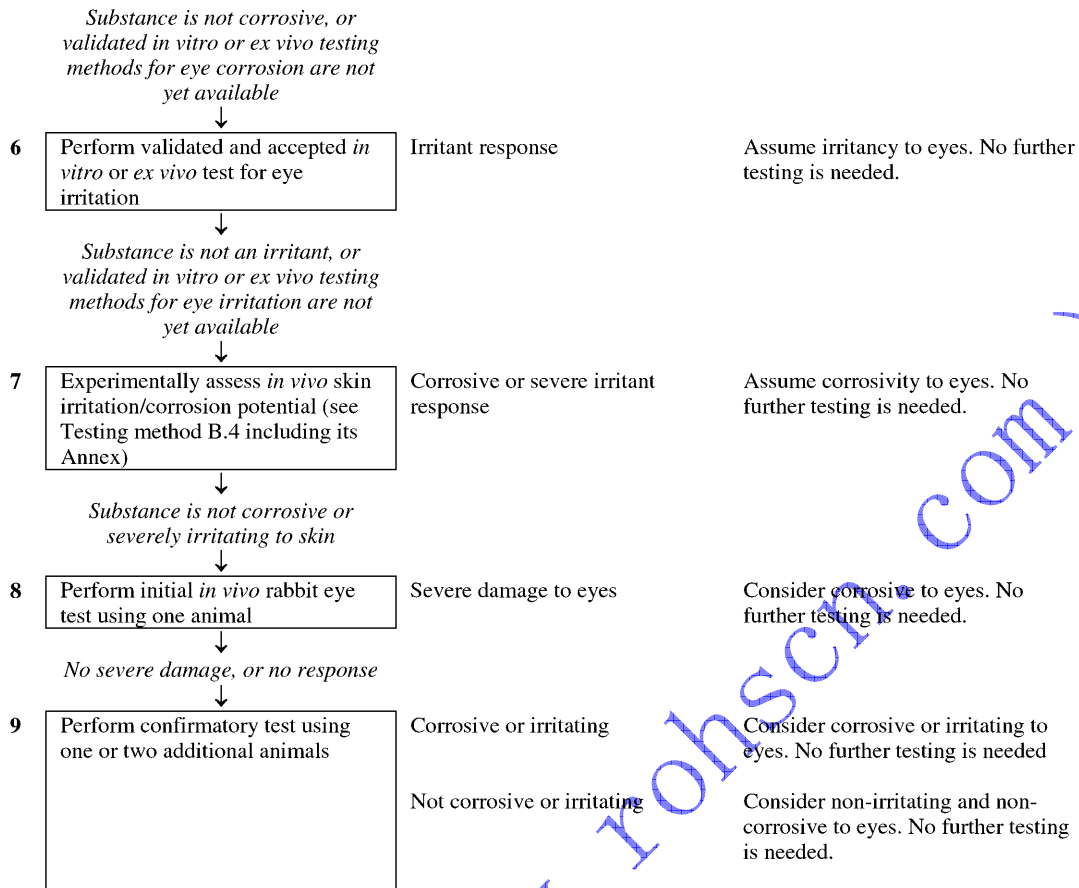 Substance is not corrosive, or
validated in vitro or ex vivo testing
methods for eye corrosion are not
yet available
↓
6 Perform validated and accepted in Irritant response Assume irritancy to eyes. No further
vitro or ex vivo test for eye testing is needed.
irritation
↓
Substance is not an irritant, or
validated in vitro or ex vivo testing
methods for eye irritation are not
yet available
↓
7 Experimentally assess in vivo skin Corrosive or severe irritant Assume corrosivity to eyes. No
irritation/corrosion potential (see response further testing is needed.
Testing method B.4 including its
Annex)
↓
Substance is not corrosive or
severely irritating to skin
↓
8 Perform initial in vivo rabbit eye Severe damage to eyes Consider corrosive to eyes. No
test using one animal further testing is needed.
↓
No severe damage, or no response
↓
9 Perform confirmatory test using Corrosive or irritating Consider corrosive or irritating to
one or two additional animals eyes. No further testing is needed
Not corrosive or irritating Consider non-irritating and non-
corrosive to eyes. No further testing
is needed.
rohscn.com